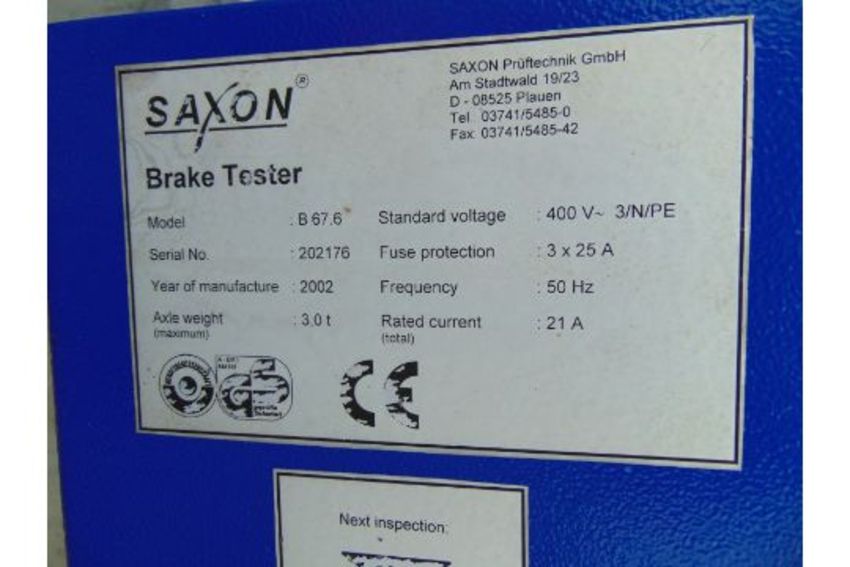 SAXON®
SAXON Prüftechnik GmbH
Am Stadtwald 19/23
D - 08525 Plauen
Tel. 03741/5485-0
Fax 03741/5485-42
Brake Tester
Model : B 67.6 Standard voltage : 400 V~ 3/N/PE
Serial No. : 202176 Fuse protection : 3 x 25 A
Year of manufacture : 2002 Frequency : 50 Hz
Axle weight : 3.0 t Rated current : 21 A
(maximum) (total)
geprüfte
Sicherheit
CE
Next inspection: